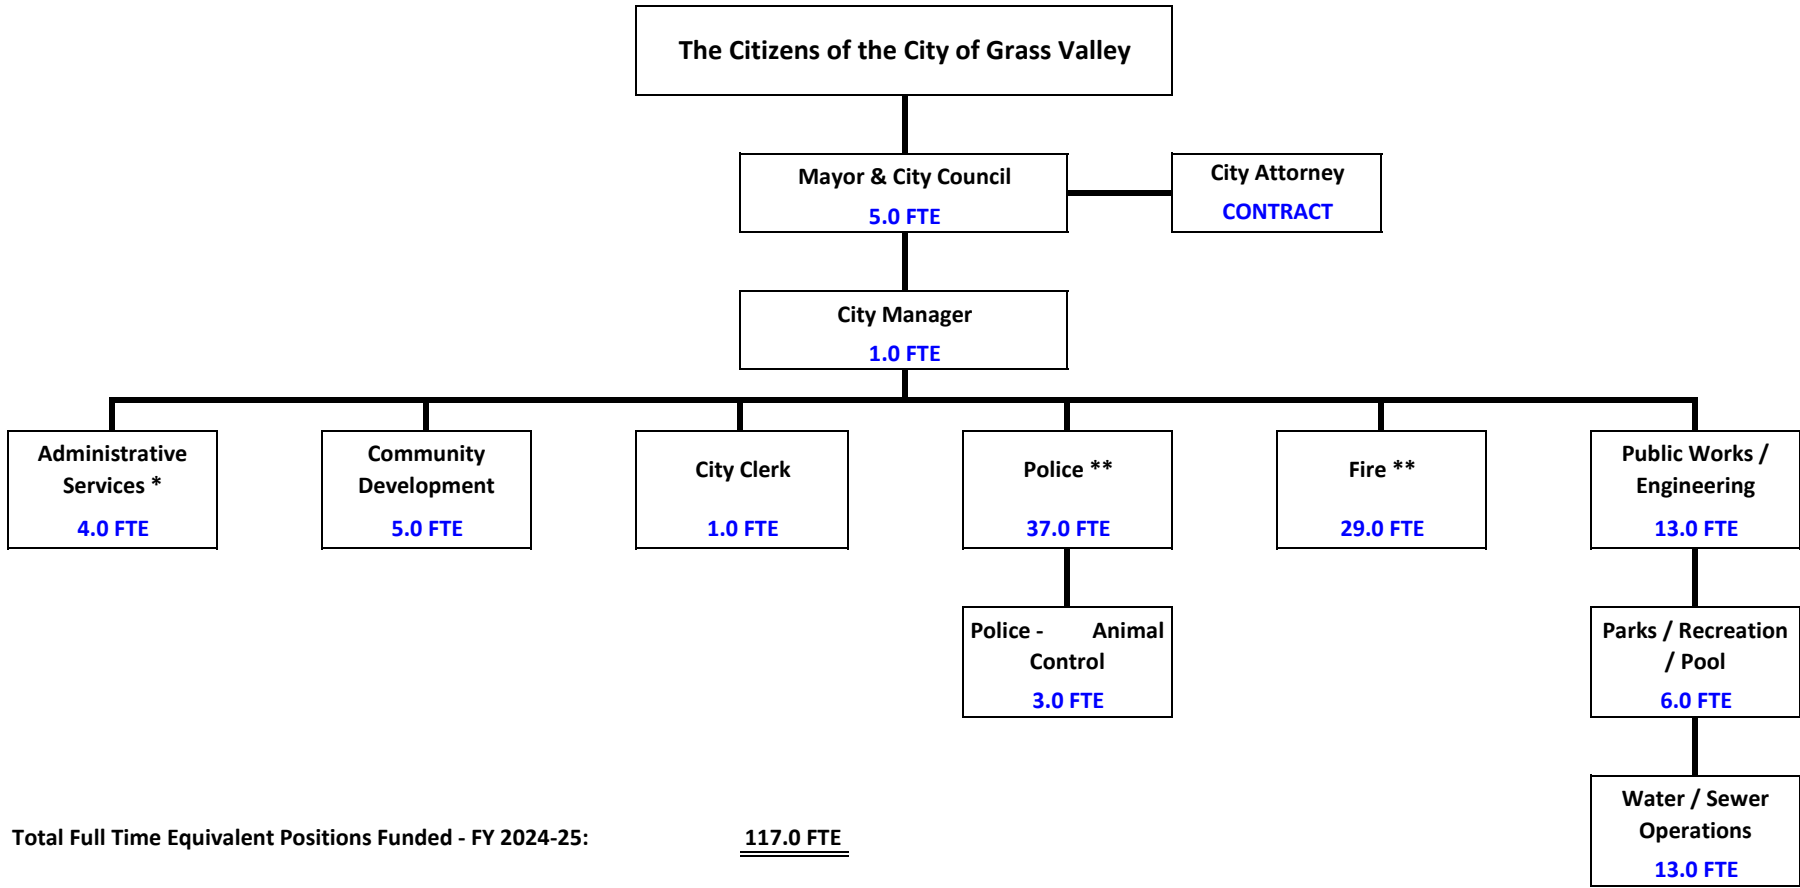 The Citizens of the City of Grass Valley
Mayor & City Council
5.0 FTE
City Attorney
CONTRACT
City Manager
1.0 FTE
Administrative
Services *
4.0 FTE
Community
Development
5.0 FTE
City Clerk
1.0 FTE
Police **
37.0 FTE
Fire **
29.0 FTE
Public Works /
Engineering
13.0 FTE
Police - Animal
Control
3.0 FTE
Parks / Recreation
/ Pool
6.0 FTE
Water / Sewer
Operations
13.0 FTE
Total Full Time Equivalent Positions Funded - FY 2024-25: 117.0 FTE